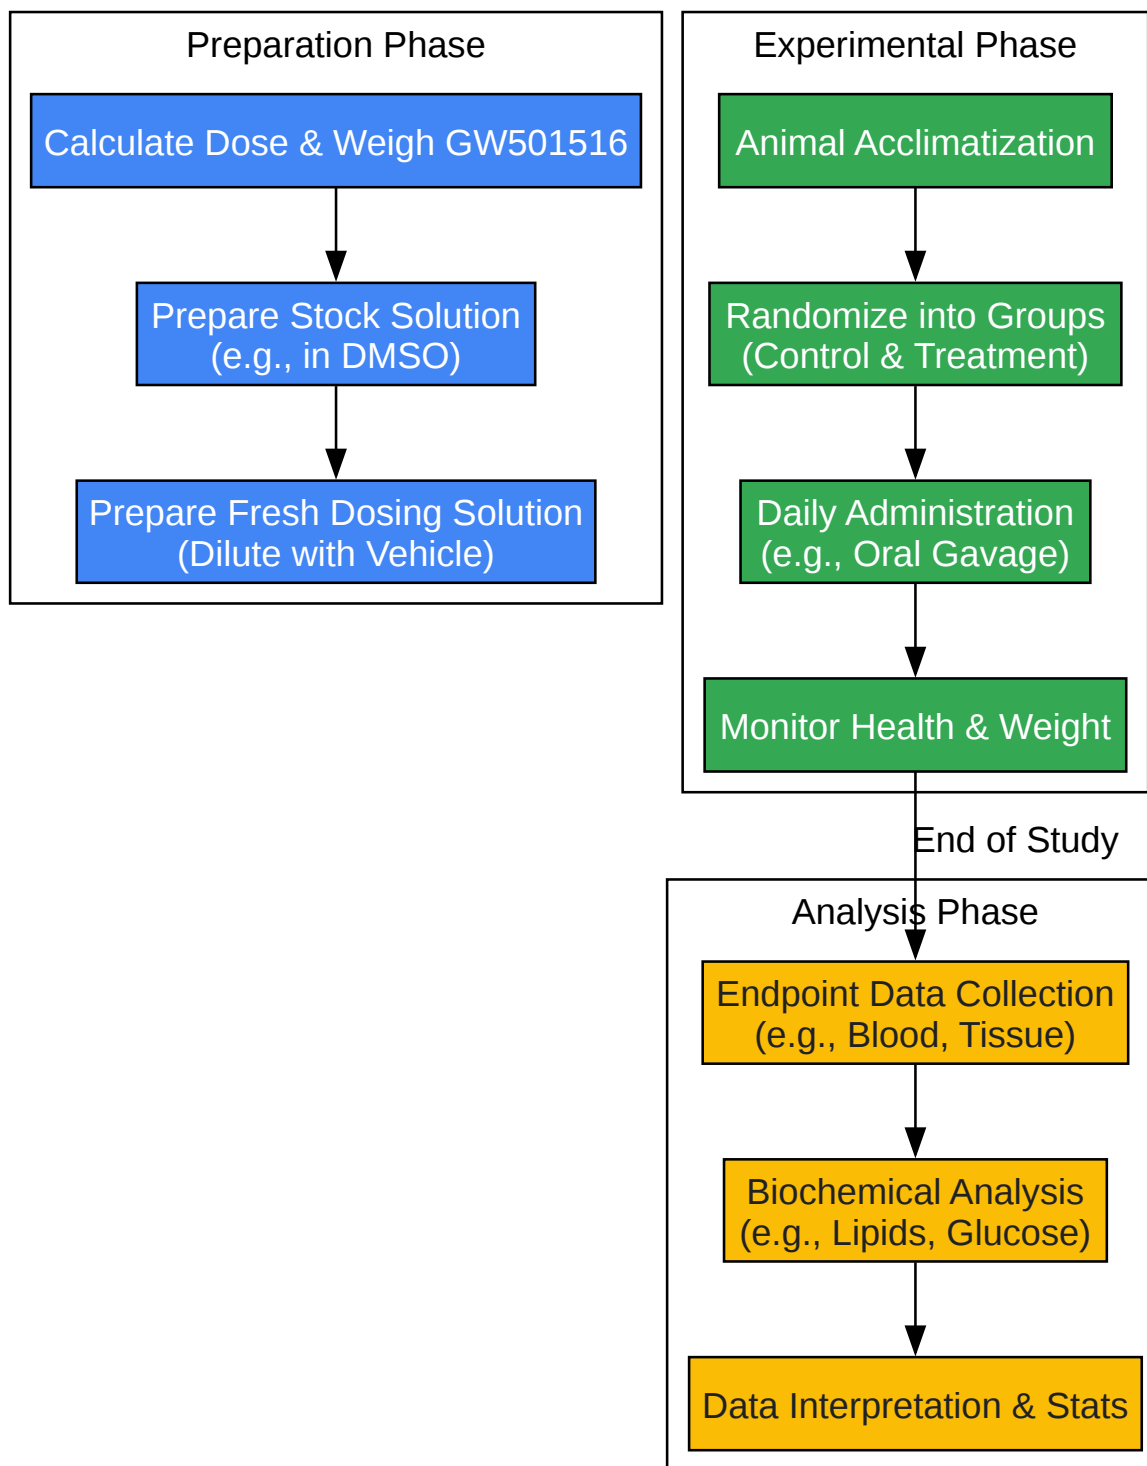 Preparation Phase
Calculate Dose & Weigh GW501516
Prepare Stock Solution
(e.g., in DMSO)
Prepare Fresh Dosing Solution
(Dilute with Vehicle)
Experimental Phase
Animal Acclimatization
Randomize into Groups
(Control & Treatment)
Daily Administration
(e.g., Oral Gavage)
Monitor Health & Weight
End of Study
Analysis Phase
Endpoint Data Collection
(e.g., Blood, Tissue)
Biochemical Analysis
(e.g., Lipids, Glucose)
Data Interpretation & Stats